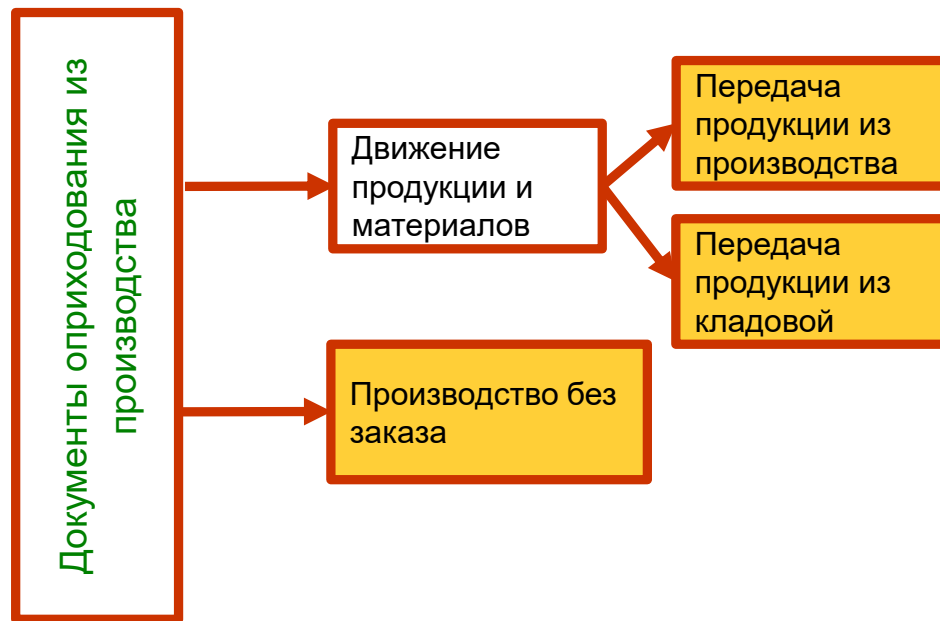 Документы оприходования из
производства
Движение
продукции и
материалов
Передача
продукции из
производства
Передача
продукции из
кладовой
Производство без
заказа